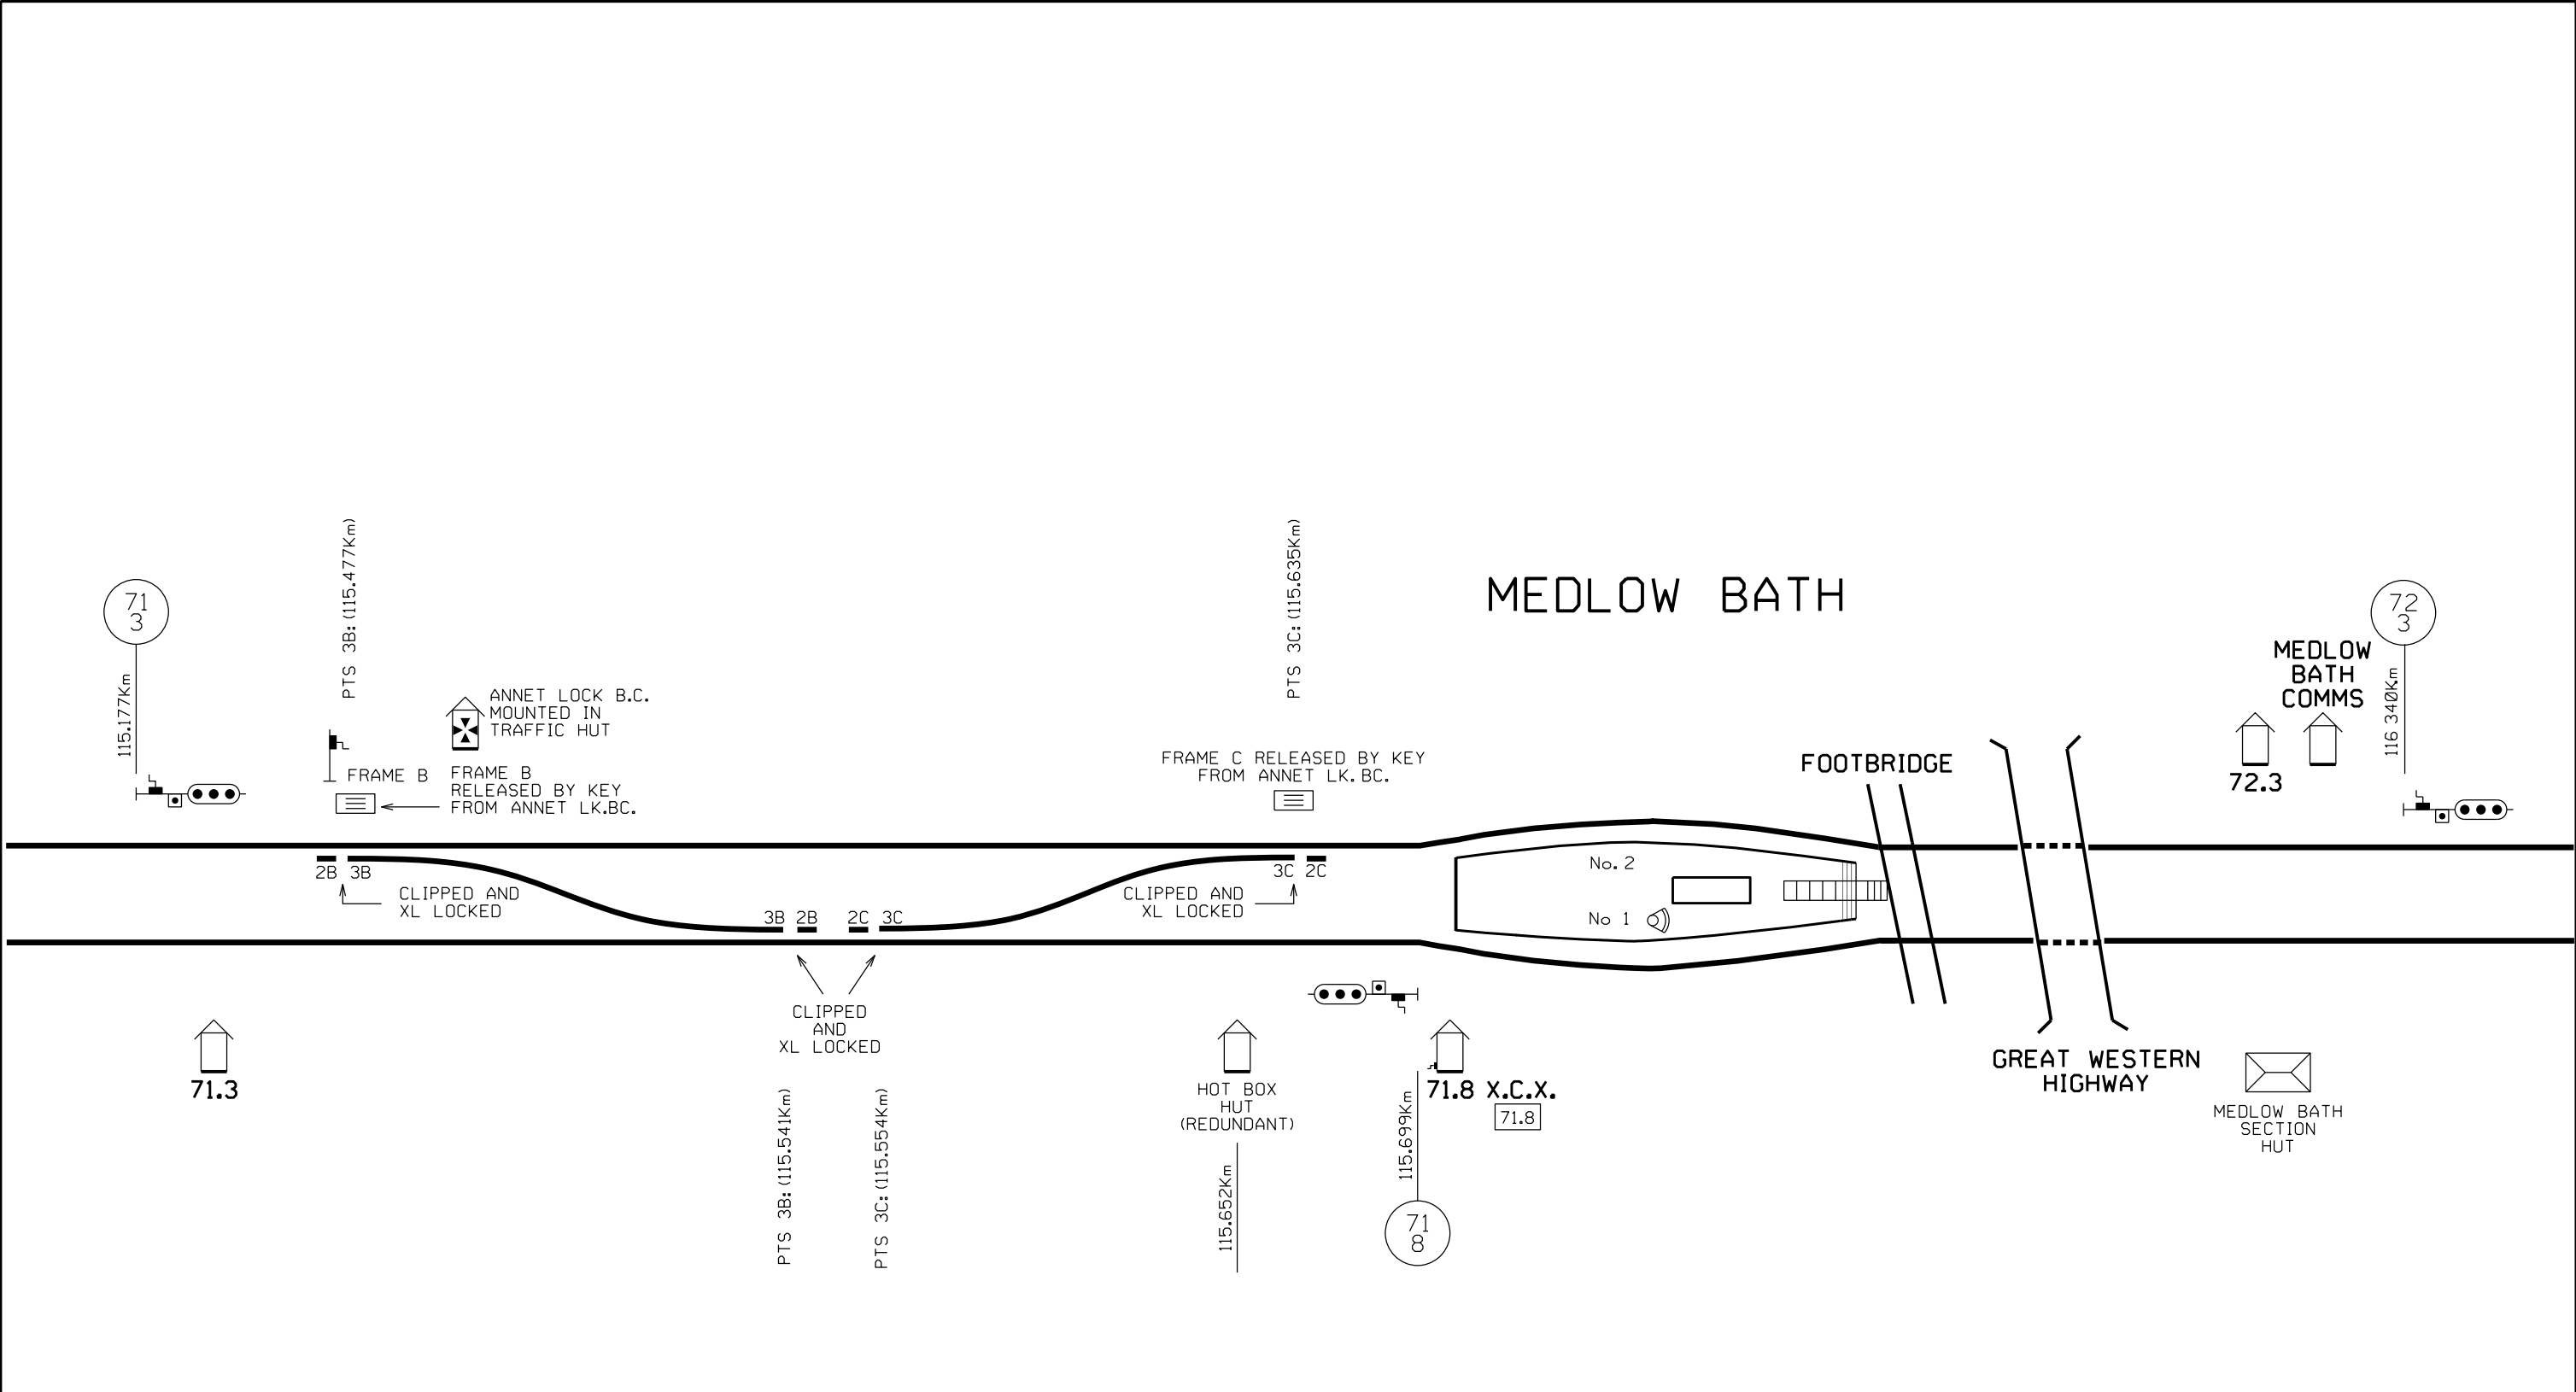 MEDLOW BATH
71
3
115.177Km
PTS 3B: (115.477Km)
ANNET LOCK B.C.
MOUNTED IN
TRAFFIC HUT
FRAME B
FRAME B
RELEASED BY KEY
FROM ANNET LK.BC.
PTS 3C: (115.635Km)
FRAME C RELEASED BY KEY
FROM ANNET LK.BC.
FOOTBRIDGE
72.3
MEDLOW
BATH
COMMS
72
3
116 340Km
2B 3B
CLIPPED AND
XL LOCKED
3B 2B
2C 3C
CLIPPED AND
XL LOCKED
3C 2C
No. 2
No 1
71.3
CLIPPED
AND
XL LOCKED
PTS 3B: (115.541Km)
PTS 3C: (115.554Km)
HOT BOX
HUT
(REDUNDANT)
115.652Km
71.8 X.C.X.
71.8
115.699Km
71
8
GREAT WESTERN
HIGHWAY
MEDLOW BATH
SECTION
HUT